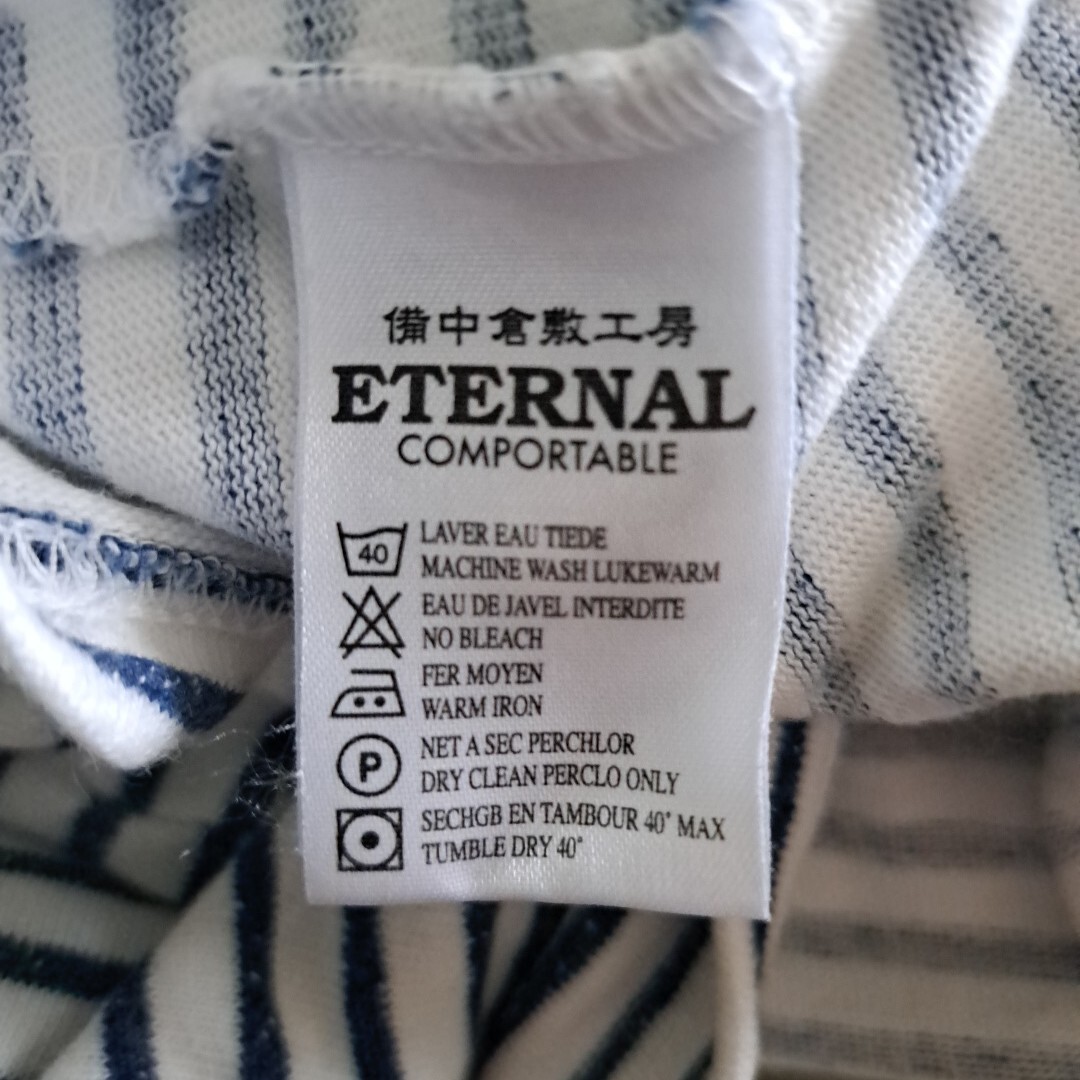 備中倉敷工房
ETERNAL
COMPORTABLE
40 LAVER EAU TIEDE
MACHINE WASH LUKEWARM
EAU DE JAVEL INTERDITE
NO BLEACH
FER MOYEN
WARM IRON
P NET A SEC PERCHLOR
DRY CLEAN PERCLO ONLY
SECHGB EN TAMBOUR 40° MAX
TUMBLE DRY 40°